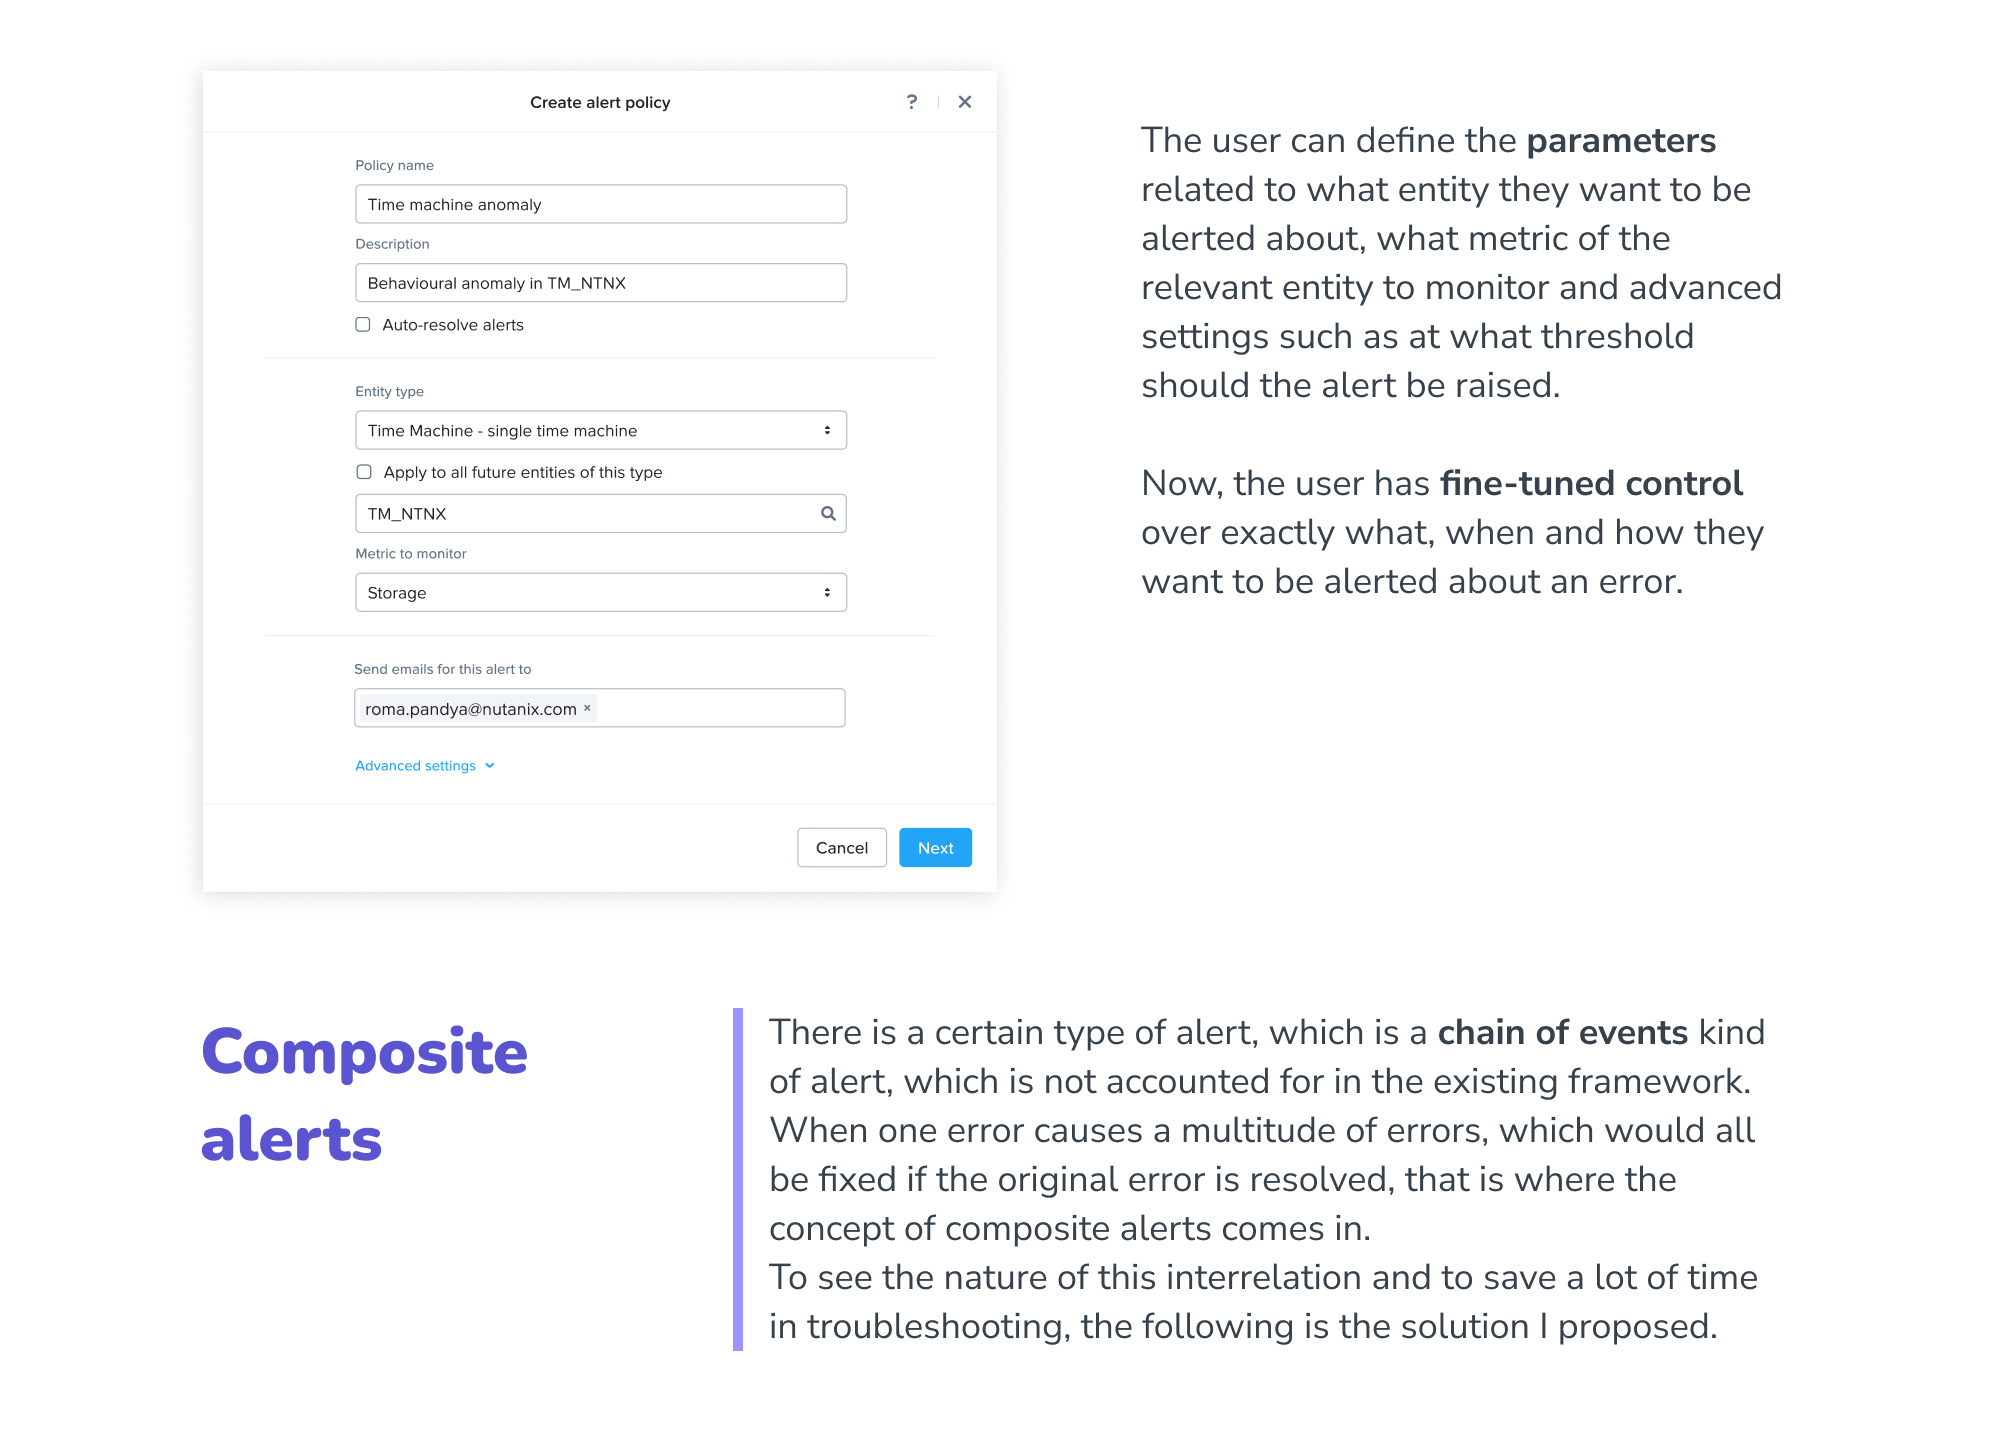 Create alert policy
?
Policy name
Time machine anomaly
Description
Behavioural anomaly in TM_NTNX
Auto-resolve alerts
Entity type
Time Machine - single time machine
Apply to all future entities of this type
TM_NTNX
Metric to monitor
Storage
Send emails for this alert to
roma.pandya@nutanix.com ×
Advanced settings
Cancel
Next
The user can define the parameters
related to what entity they want to be
alerted about, what metric of the
relevant entity to monitor and advanced
settings such as at what threshold
should the alert be raised.
Now, the user has fine-tuned control
over exactly what, when and how they
want to be alerted about an error.
Composite
alerts
There is a certain type of alert, which is a chain of events kind
of alert, which is not accounted for in the existing framework.
When one error causes a multitude of errors, which would all
be fixed if the original error is resolved, that is where the
concept of composite alerts comes in.
To see the nature of this interrelation and to save a lot of time
in troubleshooting, the following is the solution I proposed.